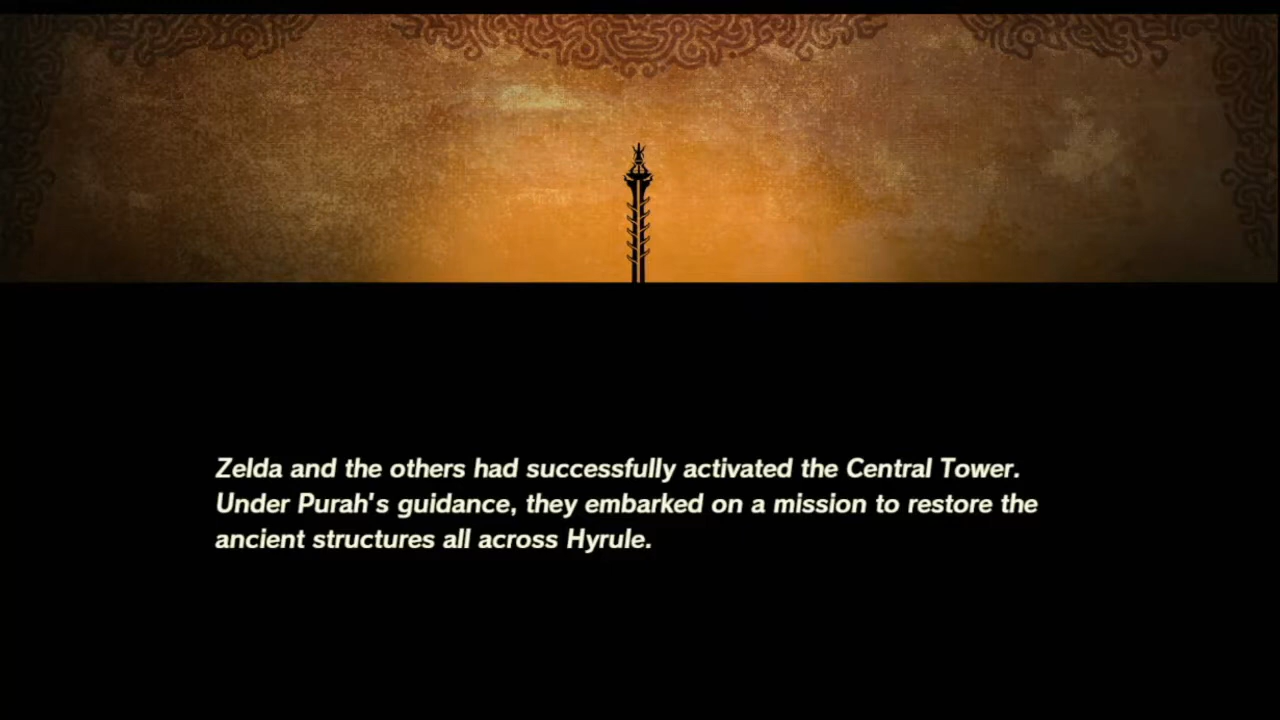 Zelda and the others had successfully activated the Central Tower.
Under Purah's guidance, they embarked on a mission to restore the
ancient structures all across Hyrule.